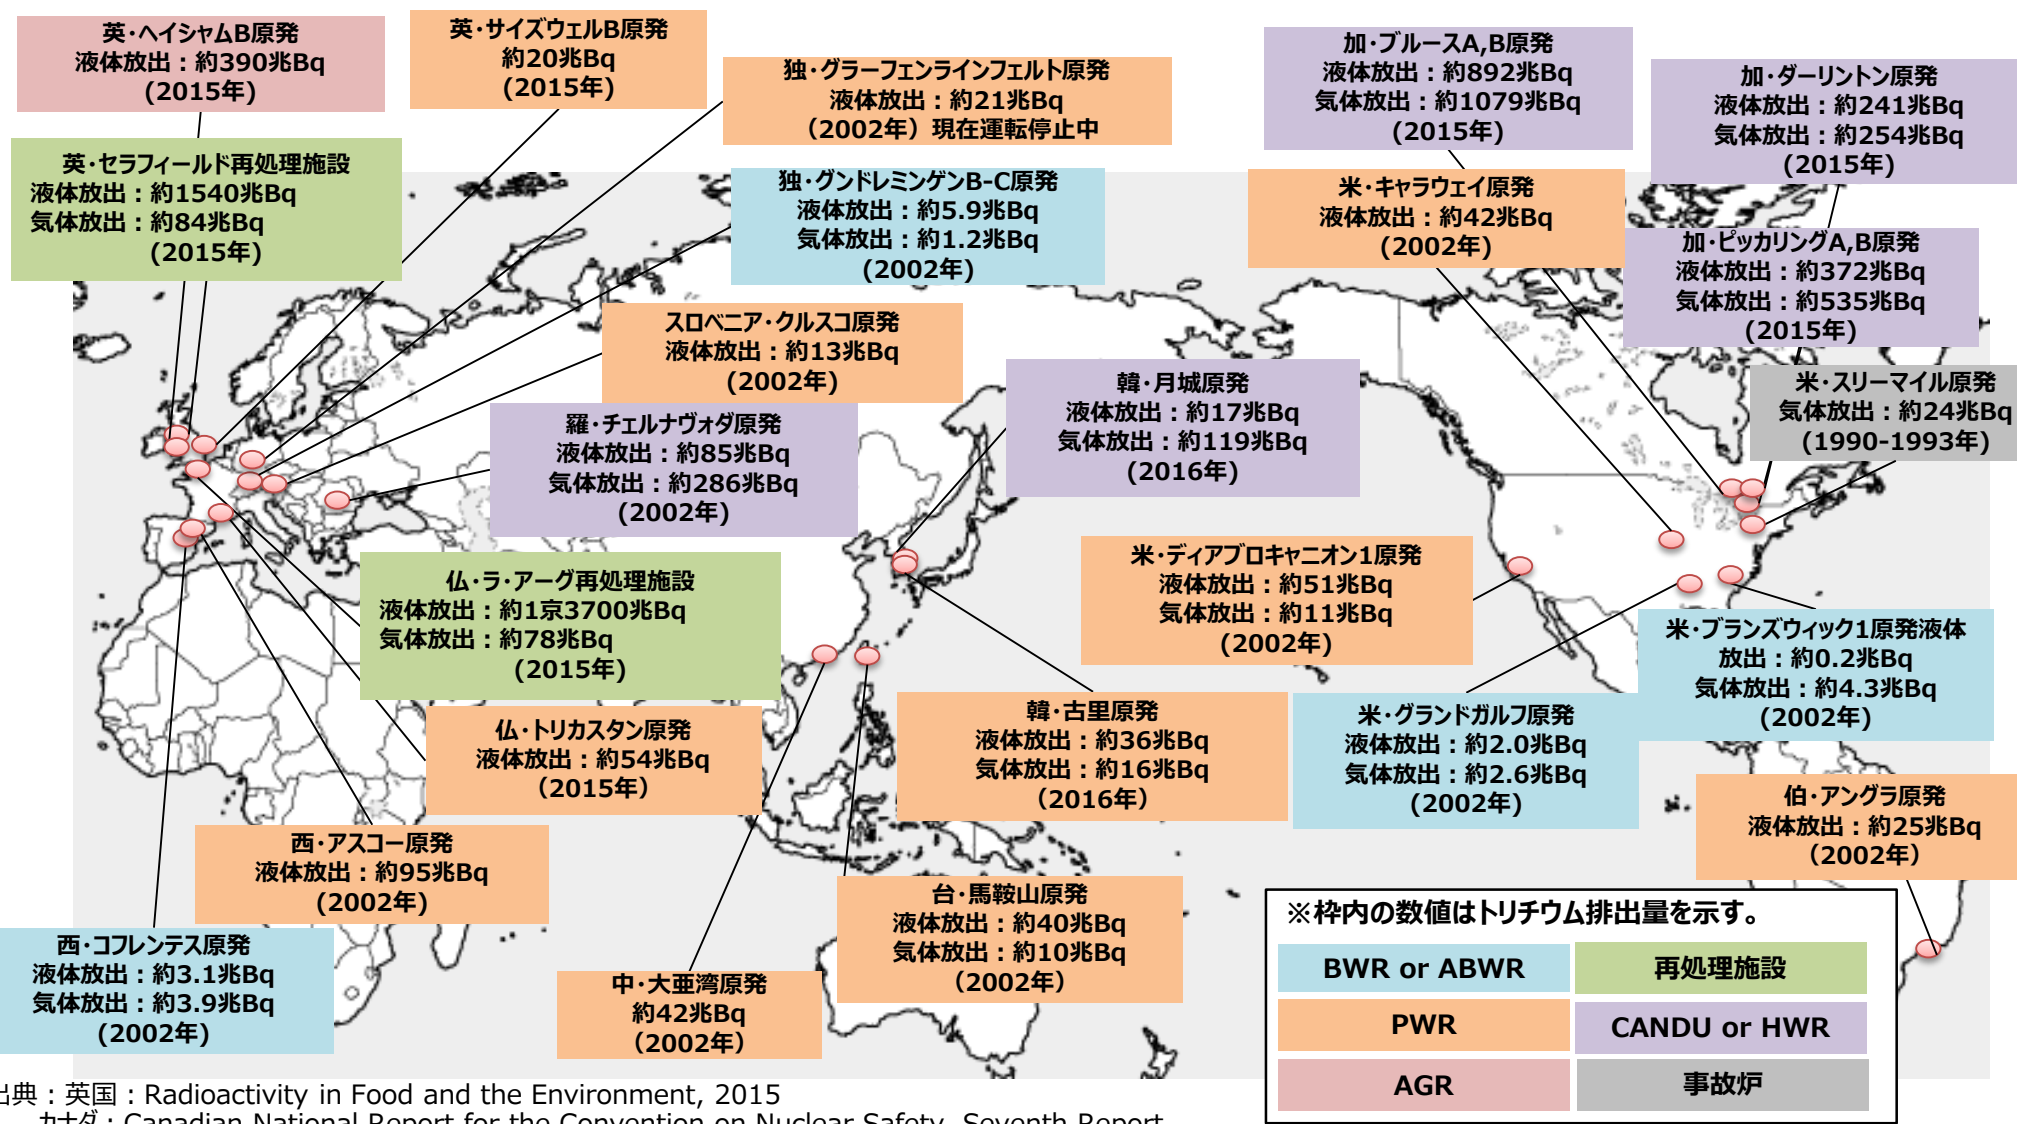 英・ヘイシャムB原発
液体放出：約390兆Bq
(2015年)
英・サイズウェルB原発
約20兆Bq
(2015年)
独・グラーフェンラインフェルト原発
液体放出：約21兆Bq
（2002年）現在運転停止中
加・ブルースA,B原発
液体放出：約892兆Bq
気体放出：約1079兆Bq
(2015年)
加・ダーリントン原発
液体放出：約241兆Bq
気体放出：約254兆Bq
(2015年)
英・セラフィールド再処理施設
液体放出：約1540兆Bq
気体放出：約84兆Bq
(2015年)
独・グンドレミンゲンB-C原発
液体放出：約5.9兆Bq
気体放出：約1.2兆Bq
(2002年)
米・キャラウェイ原発
液体放出：約42兆Bq
(2002年)
加・ピッカリングA,B原発
液体放出：約372兆Bq
気体放出：約535兆Bq
(2015年)
スロベニア・クルスコ原発
液体放出：約13兆Bq
(2002年)
韓・月城原発
液体放出：約17兆Bq
気体放出：約119兆Bq
(2016年)
米・スリーマイル原発
気体放出：約24兆Bq
(1990-1993年)
羅・チェルナヴォダ原発
液体放出：約85兆Bq
気体放出：約286兆Bq
(2002年)
仏・ラ・アーグ再処理施設
液体放出：約1京3700兆Bq
気体放出：約78兆Bq
(2015年)
米・ディアブロキャニオン1原発
液体放出：約51兆Bq
気体放出：約11兆Bq
(2002年)
米・ブランズウィック1原発液体
放出：約0.2兆Bq
気体放出：約4.3兆Bq
(2002年)
仏・トリカスタン原発
液体放出：約54兆Bq
（2015年）
韓・古里原発
液体放出：約36兆Bq
気体放出：約16兆Bq
（2016年）
米・グランドガルフ原発
液体放出：約2.0兆Bq
気体放出：約2.6兆Bq
(2002年)
伯・アングラ原発
液体放出：約25兆Bq
（2002年）
西・アスコー原発
液体放出：約95兆Bq
(2002年)
台・馬鞍山原発
液体放出：約40兆Bq
気体放出：約10兆Bq
（2002年）
西・コフレンテス原発
液体放出：約3.1兆Bq
気体放出：約3.9兆Bq
(2002年)
中・大亜湾原発
約42兆Bq
（2002年）
※枠内の数値はトリチウム排出量を示す。
BWR or ABWR 再処理施設
PWR CANDU or HWR
AGR 事故炉
出典：英国：Radioactivity in Food and the Environment, 2015
カナダ：Canadian National Report for the Convention on Nuclear Safety, Seventh Report